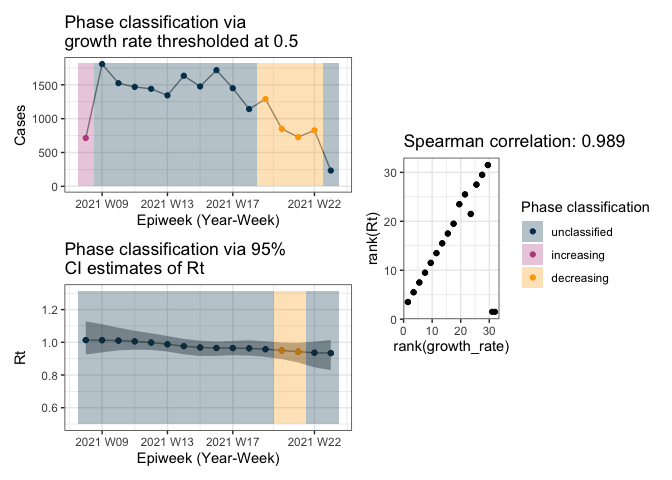 Phase classification via
growth rate thresholded at 0.5
Cases
1500
1000
500
0
2021 W09
2021 W13
2021 W17
2021 W22
Epiweek (Year-Week)
Phase classification via 95%
CI estimates of Rt
Rt
1.2
1.0
0.8
0.6
2021 W09
2021 W13
2021 W17
2021 W22
Epiweek (Year-Week)
Spearman correlation: 0.989
rank(Rt)
30
20
10
0
0
10
20
30
rank(growth_rate)
Phase classification
unclassified
increasing
decreasing